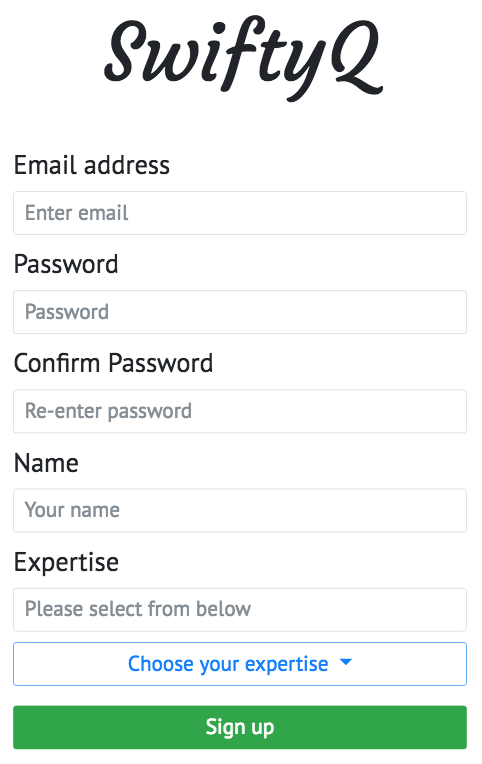 SwiftyQ
Email address
Enter email
Password
Password
Confirm Password
Re-enter password
Name
Your name
Expertise
Please select from below
Choose your expertise
Sign up